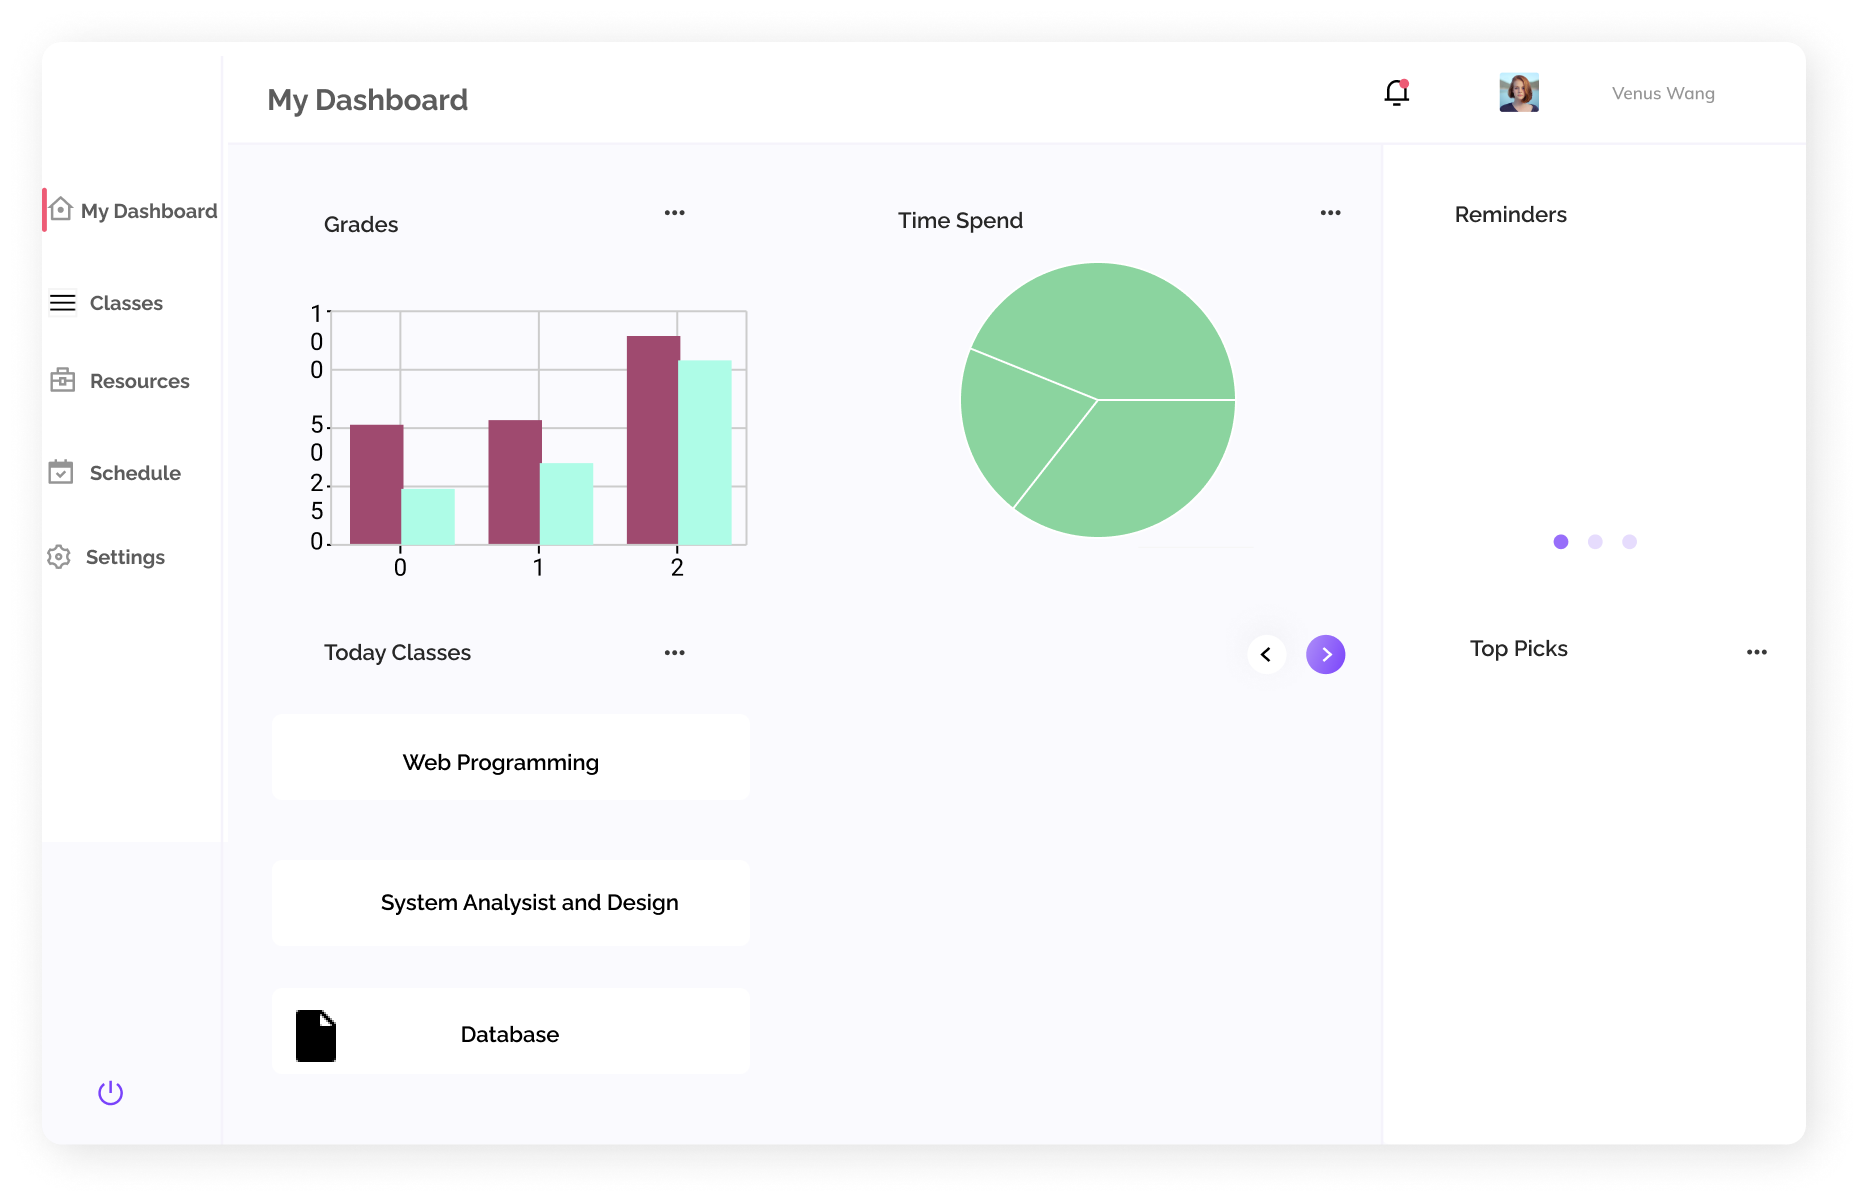 My Dashboard
Venus Wang
My Dashboard
Classes
Resources
Schedule
Settings
Grades
1
0
0
5
0
2
5
0
0 1 2
Time Spend
Reminders
Today Classes
Top Picks
Web Programming
System Analysist and Design
Database